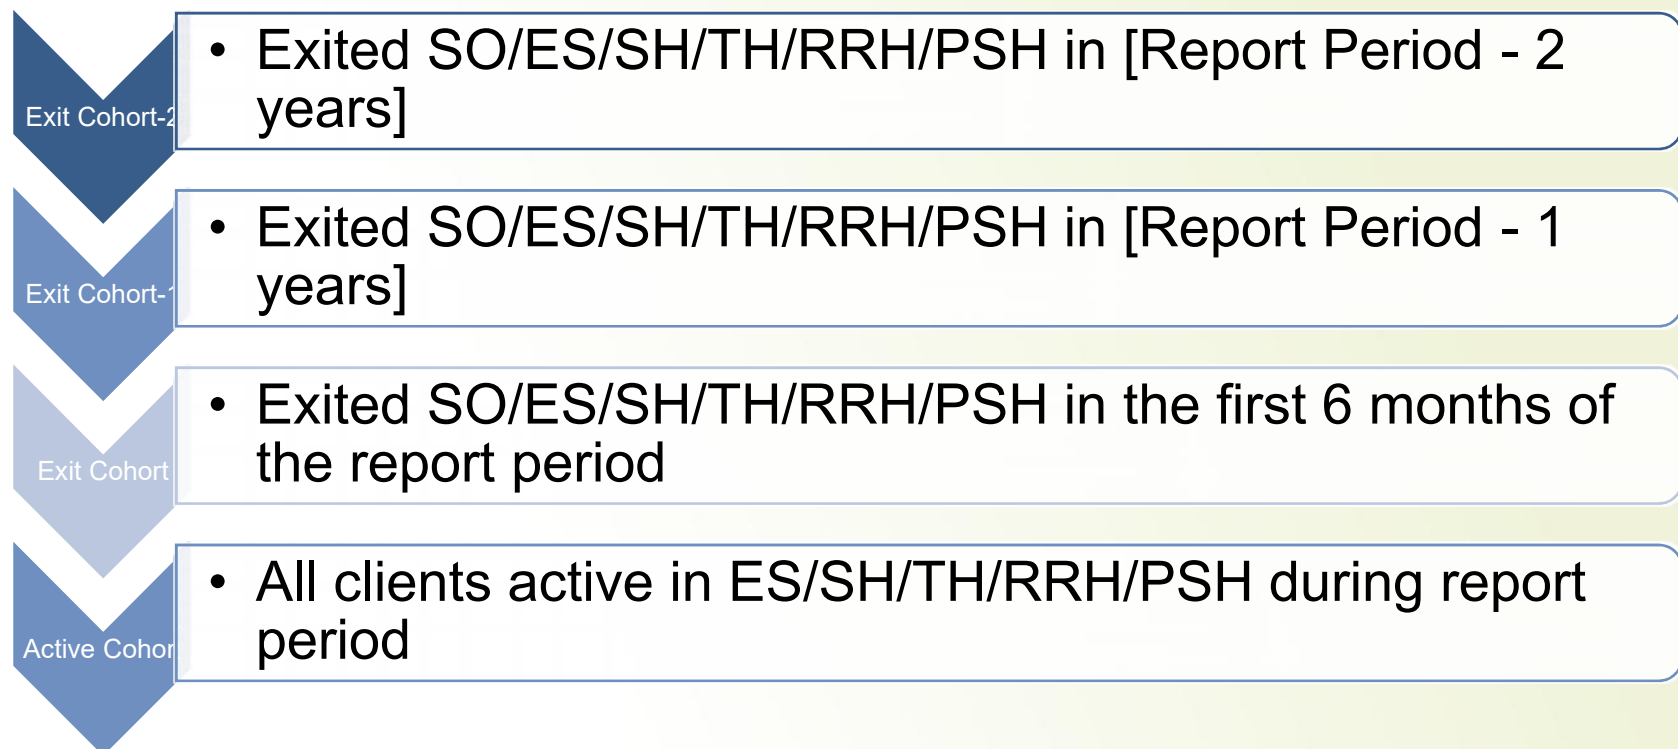 Exit Cohort-2
• Exited SO/ES/SH/TH/RRH/PSH in [Report Period - 2
years]
Exit Cohort-1
• Exited SO/ES/SH/TH/RRH/PSH in [Report Period - 1
years]
Exit Cohort
• Exited SO/ES/SH/TH/RRH/PSH in the first 6 months of
the report period
Active Cohor
• All clients active in ES/SH/TH/RRH/PSH during report
period